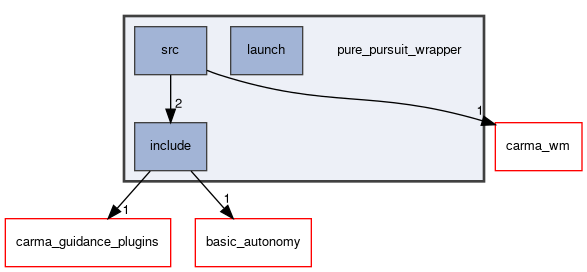 src
launch
pure_pursuit_wrapper
2
1
include
carma_wm
1
1
carma_guidance_plugins
basic_autonomy